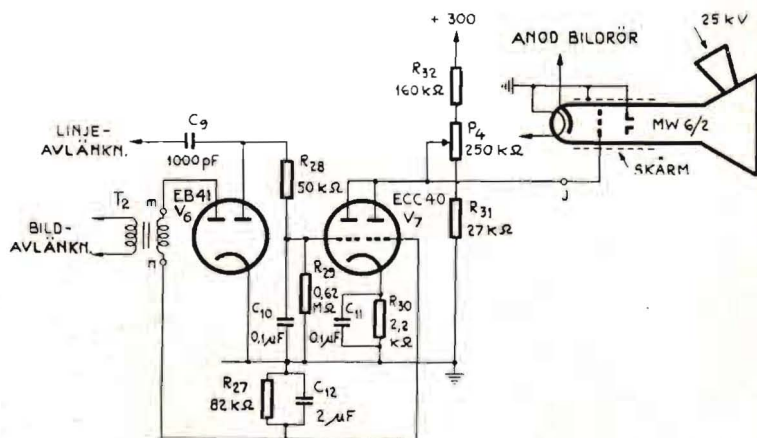 + 300
25 kV
ANOD BILDRÖR
R32
160 kΩ
C9
LINJE-
AVLÄNKN.
1000 pF
P4
250 kΩ
MW 6/2
SKÄRM
R28
50 kΩ
T2
m
EB41
V6
ECC40
V7
J
BILD-
AVLÄNKN.
n
R31
27 kΩ
R29
0,62
MΩ
C10
0,1 µF
C11
0,1 µF
R30
2,2
kΩ
R27
82 kΩ
C12
2 µF